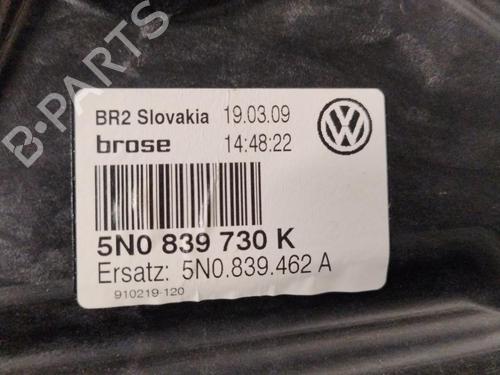 B-PARTS
BR2 Slovakia 19.03.09
brose 14:48:22
5N0 839 730 K
Ersatz: 5N0.839.462 A
910219-120